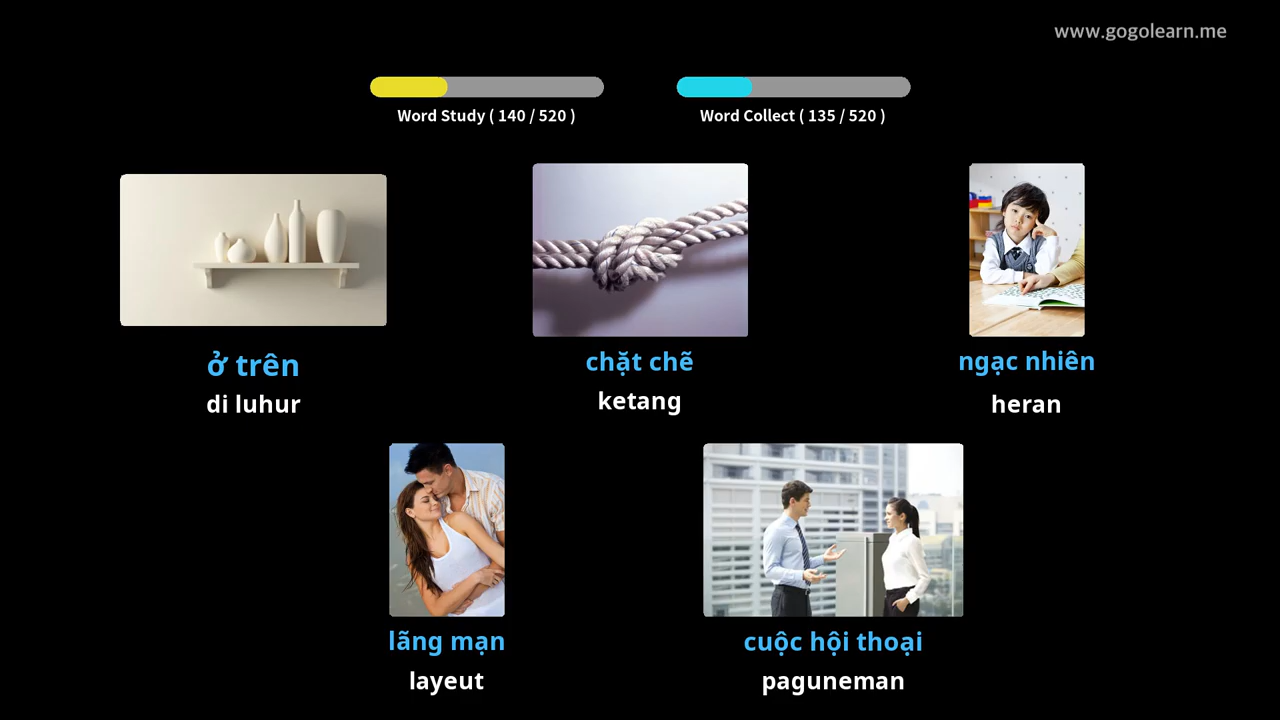 www.gogolearn.me
Word Study ( 140 / 520 )
Word Collect ( 135 / 520 )
ở trên
di luhur
chặt chẽ
ketang
ngạc nhiên
heran
lãng mạn
layeut
cuộc hội thoại
paguneman